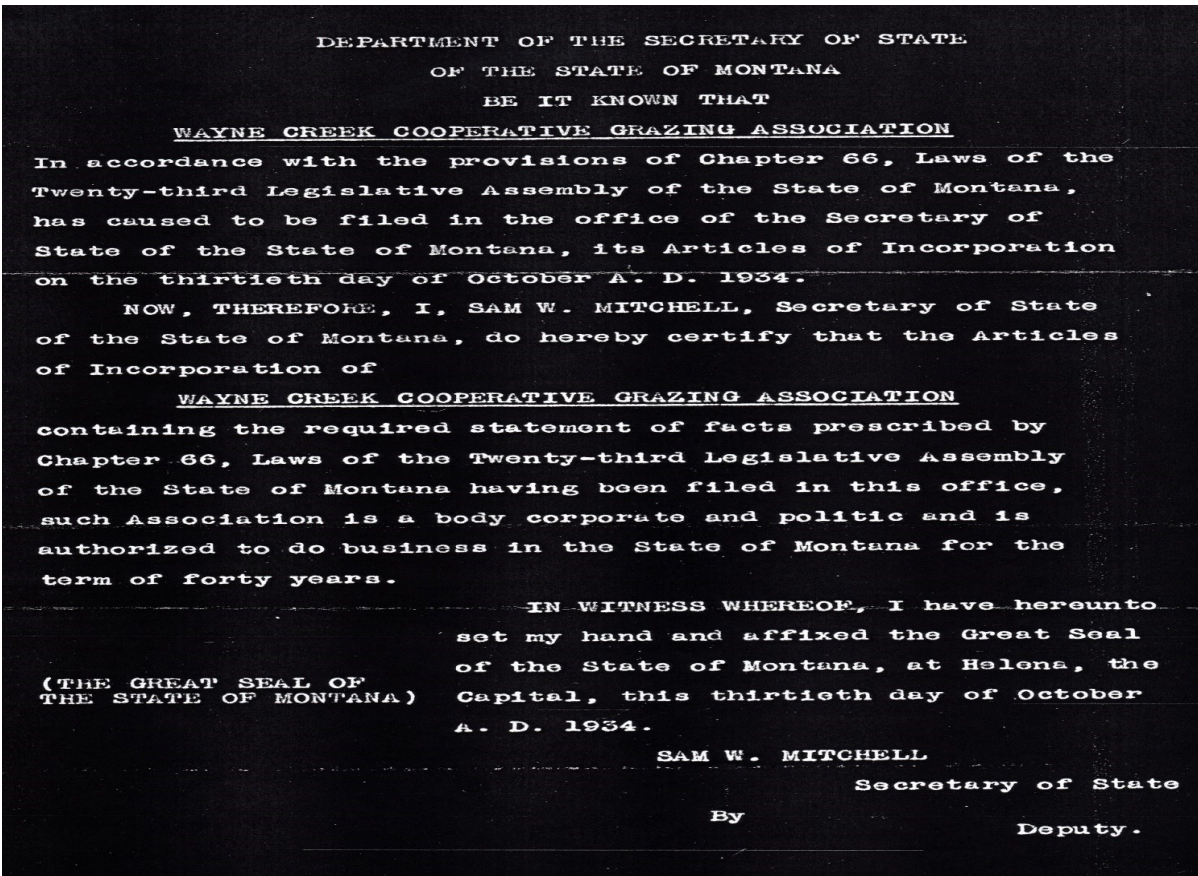 DEPARTMENT OF THE SECRETARY OF STATE
OF THE STATE OF MONTANA
BE IT KNOWN THAT
WAYNE CREEK COOPERATIVE GRAZING ASSOCIATION
In accordance with the provisions of Chapter 66, Laws of the
Twenty-third Legislative Assembly of the State of Montana,
has caused to be filed in the office of the Secretary of
State of the State of Montana, its Articles of Incorporation
on the thirtieth day of October A. D. 1934.
NOW, THEREFORE, I, SAM W. MITCHELL, Secretary of State
of the State of Montana, do hereby certify that the Articles
of Incorporation of
WAYNE CREEK COOPERATIVE GRAZING ASSOCIATION
containing the required statement of facts prescribed by
Chapter 66, Laws of the Twenty-third Legislative Assembly
of the State of Montana having been filed in this office,
such Association is a body corporate and politic and is
authorized to do business in the State of Montana for the
term of forty years.
IN WITNESS WHEREOF, I have hereunto
set my hand and affixed the Great Seal
of the State of Montana, at Helena, the
Capital, this thirtieth day of October
A. D. 1934.
(THE GREAT SEAL OF
THE STATE OF MONTANA)
SAM W. MITCHELL
Secretary of State
By
Deputy.